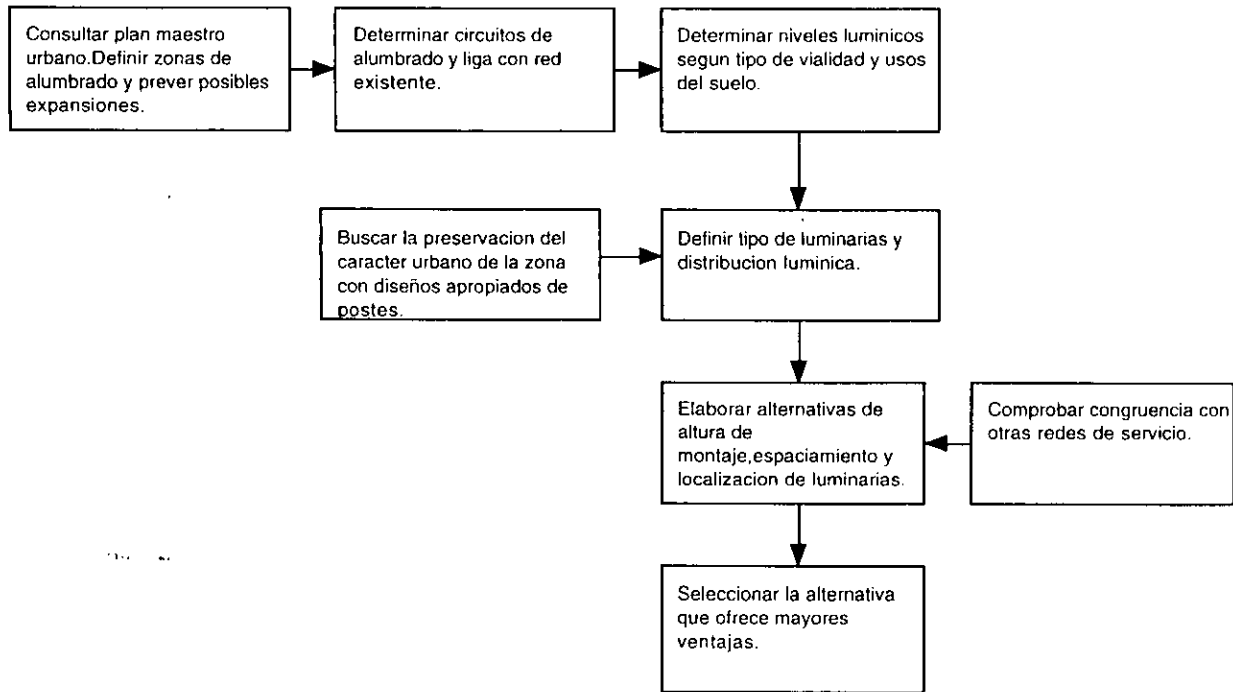 Consultar plan maestro
urbano.Definir zonas de
alumbrado y prever posibles
expansiones.
Determinar circuitos de
alumbrado y liga con red
existente.
Determinar niveles luminicos
segun tipo de vialidad y usos
del suelo.
Buscar la preservacion del
caracter urbano de la zona
con diseños apropiados de
postes.
Definir tipo de luminarias y
distribucion luminica.
Elaborar alternativas de
altura de
montaje,espaciamiento y
localizacion de luminarias.
Comprobar congruencia con
otras redes de servicio.
Seleccionar la alternativa
que ofrece mayores
ventajas.